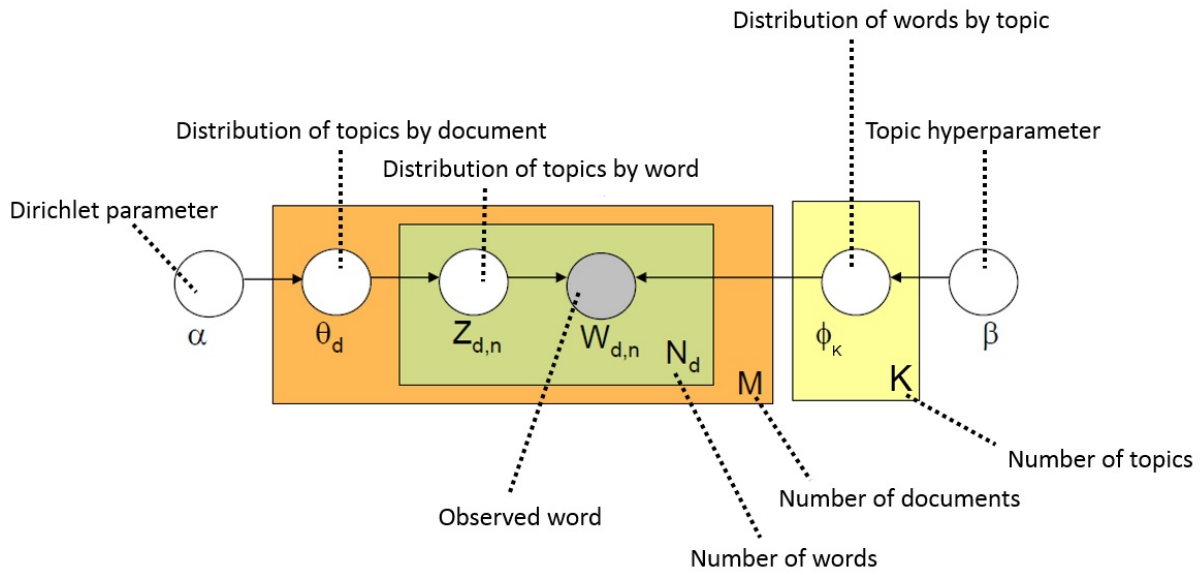 Distribution of words by topic
Distribution of topics by document
Topic hyperparameter
Distribution of topics by word
Dirichlet parameter
α
θd
Zd,n
Wd,n
Nd
M
ϕK
K
β
Number of topics
Number of documents
Observed word
Number of words